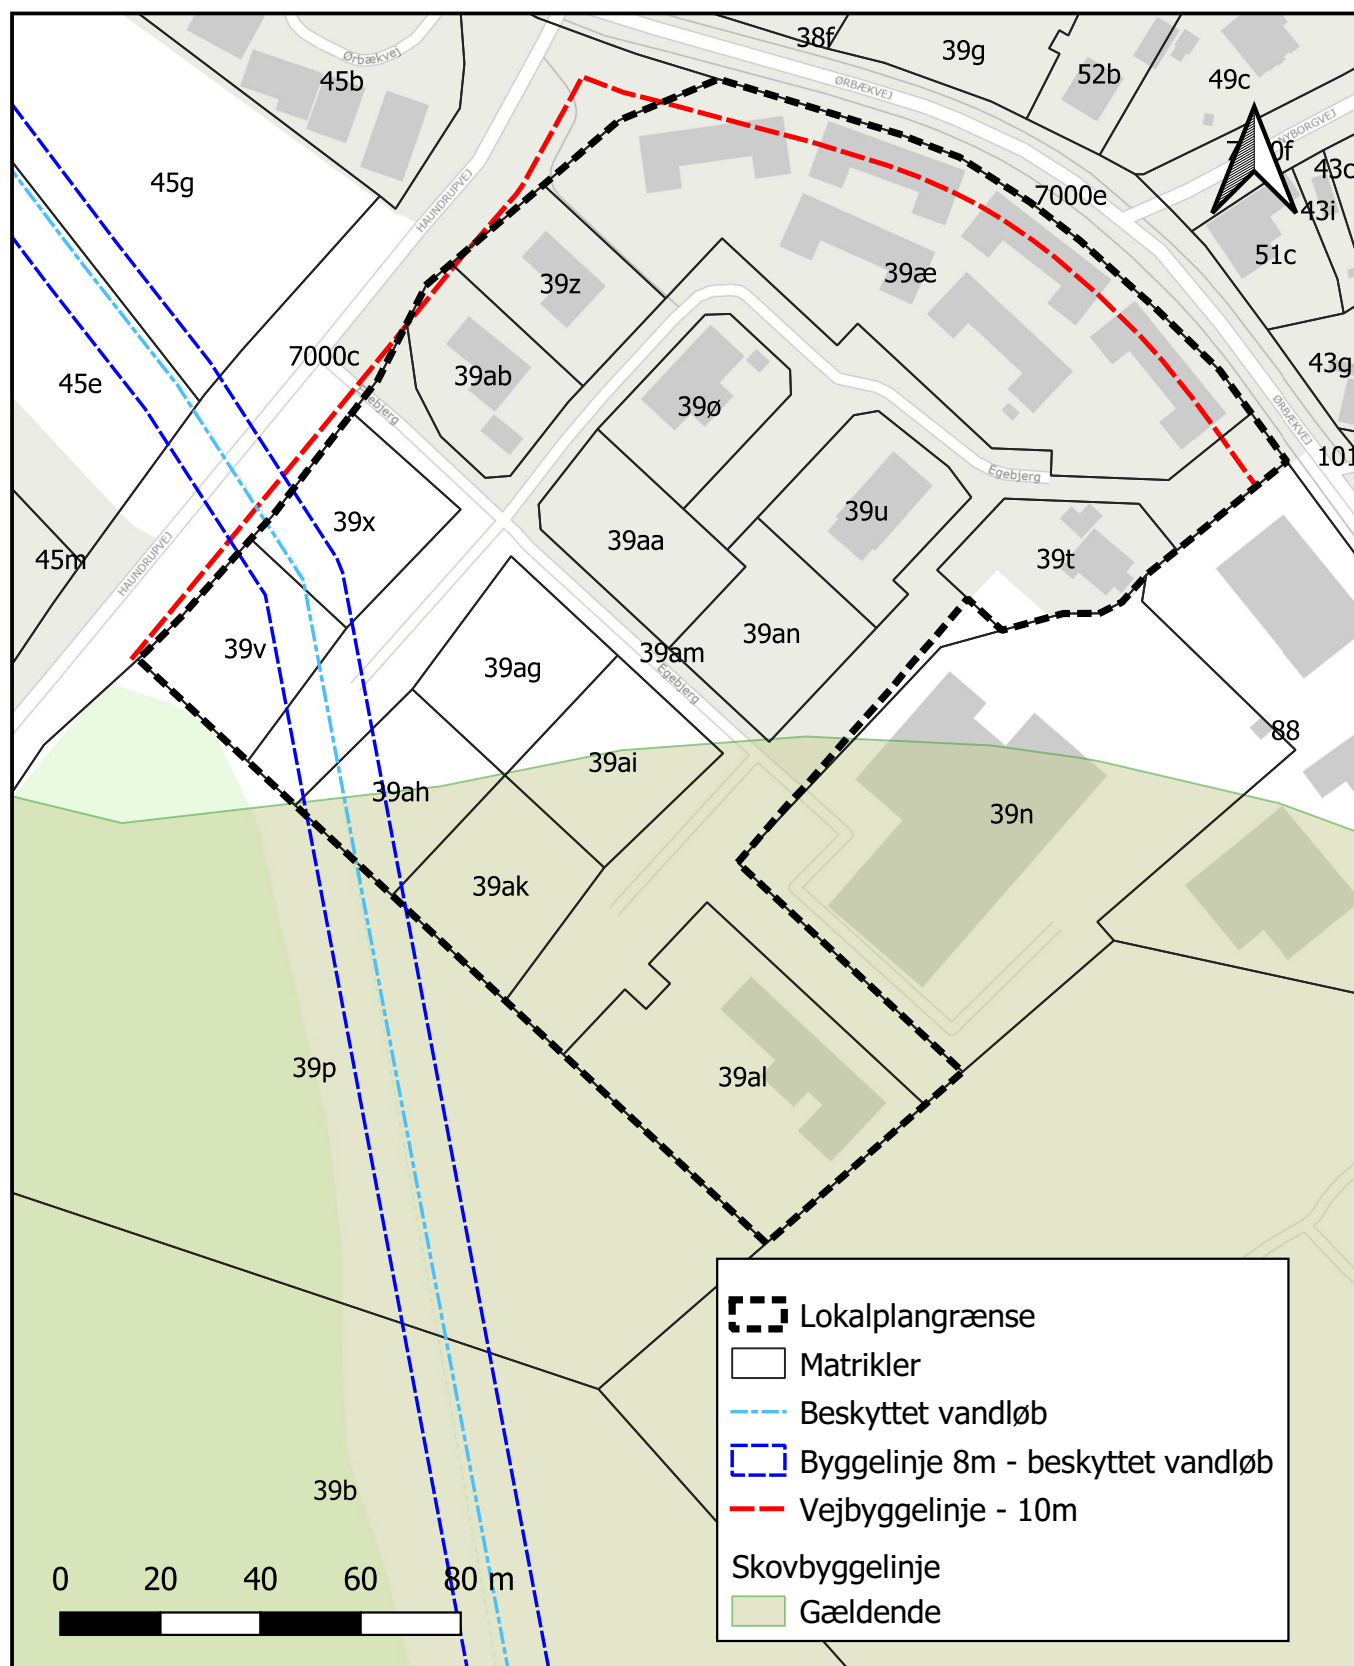 38f
39g
Ørbækvej
45b
52b
49c
ØRBÆKVEJ
NYBORGVEJ
43c
45g
7000e
43i
HAUNDRUPVEJ
51c
39z
39æ
7000c
43g
45e
39ab
39ø
Egebjerg
ØRBÆKVEJ
101
Egebjerg
39x
39u
39aa
45m
39t
HAUNDRUPVEJ
39v
39an
39ag
39am
Egebjerg
88
39ai
39ah
39n
39ak
39p
39al
39b
Lokalplangrænse
Matrikler
Beskyttet vandløb
Byggelinje 8m - beskyttet vandløb
Vejbyggelinje - 10m
Skovbyggelinje
Gældende
0 20 40 60 80 m